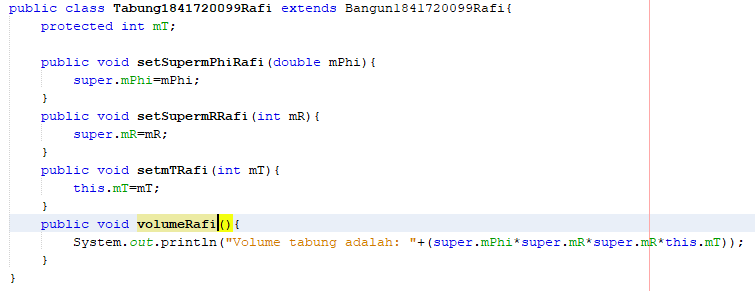 public class Tabung1841720099Rafi extends Bangun1841720099Rafi{
protected int mT;
public void setSupermPhiRafi(double mPhi){
super.mPhi=mPhi;
}
public void setSupermRRafi(int mR){
super.mR=mR;
}
public void setmTRafi(int mT){
this.mT=mT;
}
public void volumeRafi(){
System.out.println("Volume tabung adalah: "+(super.mPhi*super.mR*super.mR*this.mT));
}
}